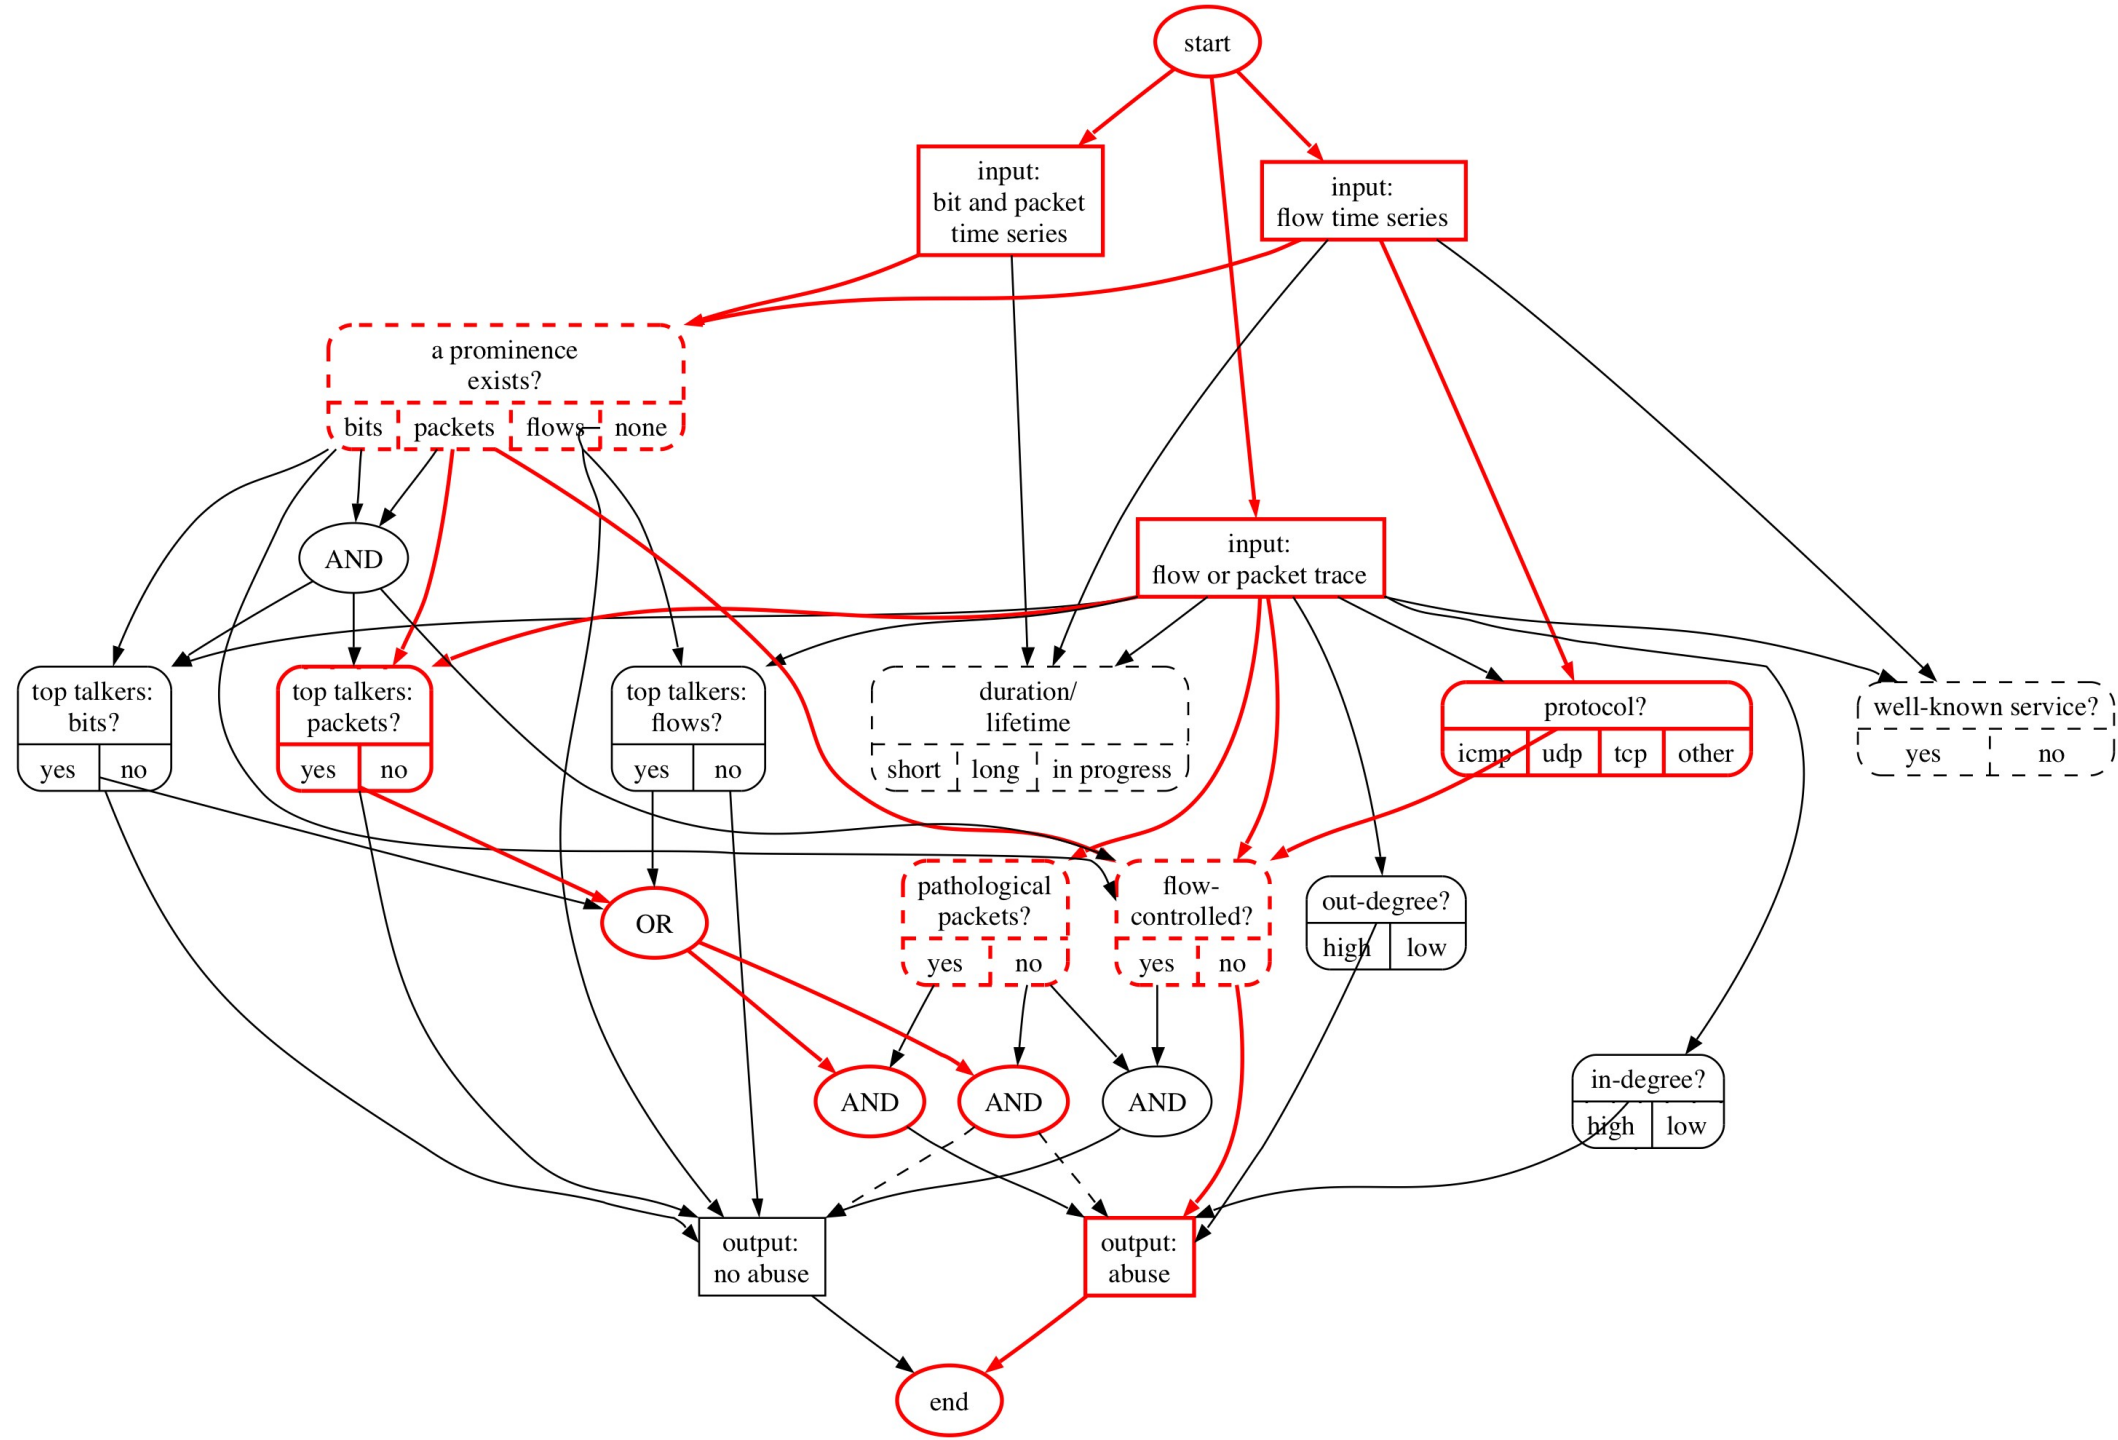 start
input:
bit and packet
time series
input:
flow time series
a prominence
exists?
bits packets flows none
AND
input:
flow or packet trace
top talkers:
bits?
yes no
top talkers:
packets?
yes no
top talkers:
flows?
yes no
duration/
lifetime
short long in progress
protocol?
icmp udp tcp other
well-known service?
yes no
OR
pathological
packets?
yes no
flow-
controlled?
yes no
out-degree?
high low
AND
AND
AND
in-degree?
high low
output:
no abuse
output:
abuse
end